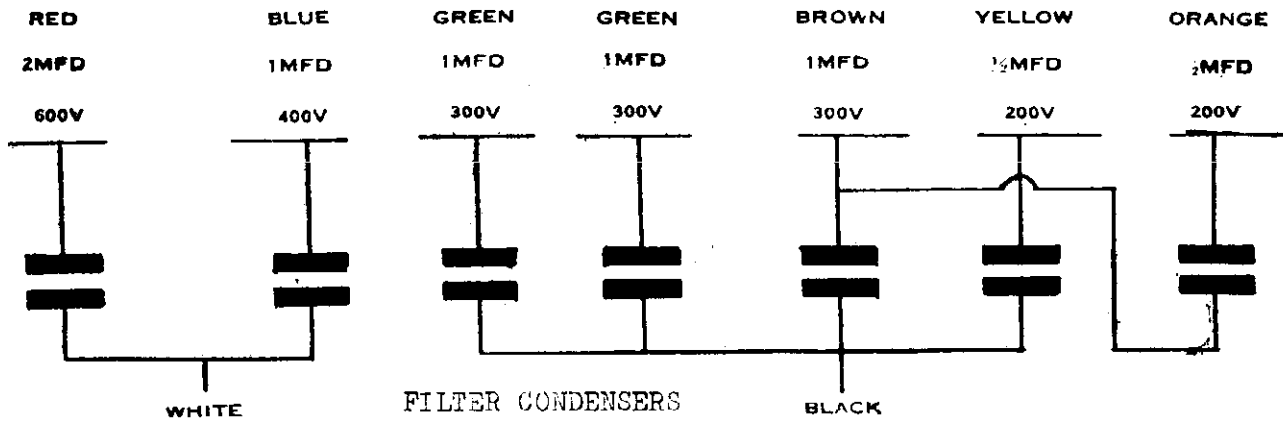 RED BLUE GREEN GREEN BROWN YELLOW ORANGE
2MFD 1MFD 1MFD 1MFD 1MFD ½MFD ½MFD
600V 400V 300V 300V 300V 200V 200V
WHITE FILTER CONDENSERS BLACK